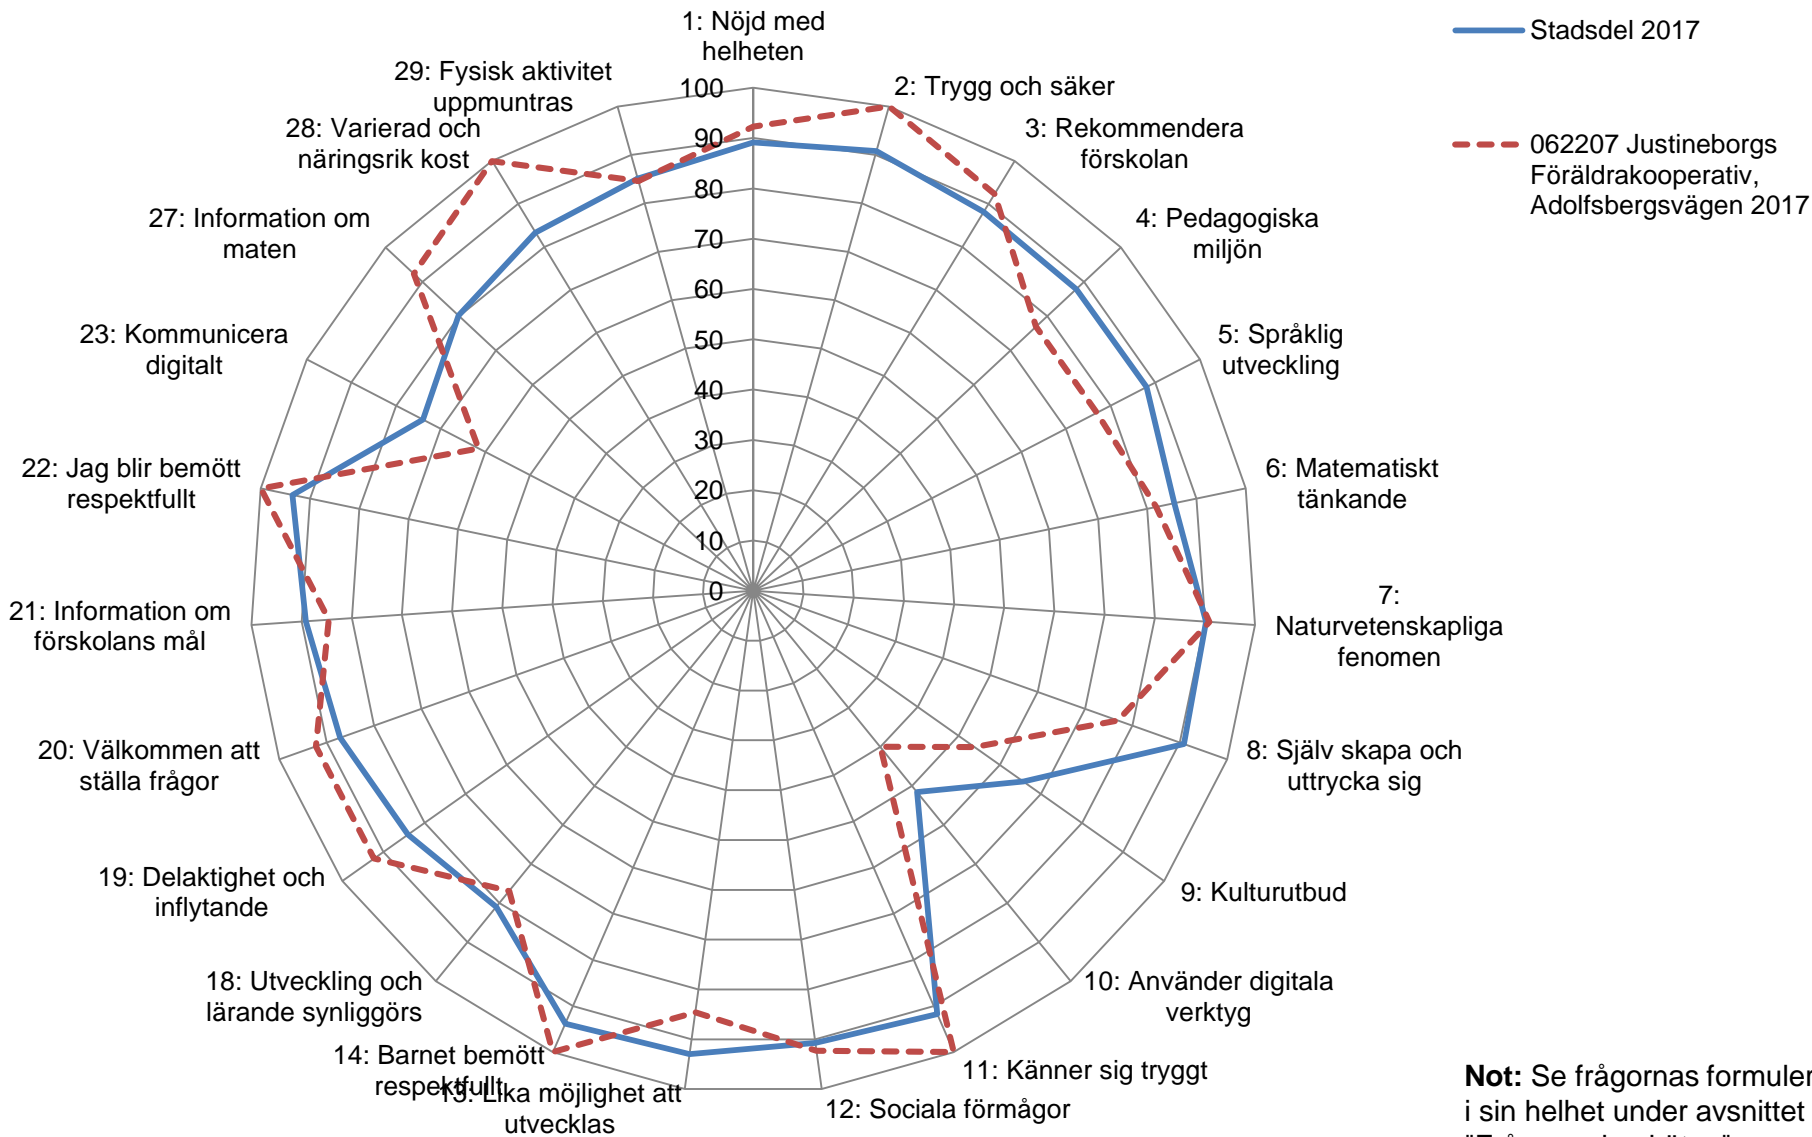 1: Nöjd med
helheten
2: Trygg och säker
3: Rekommendera
förskolan
4: Pedagogiska
miljön
5: Språklig
utveckling
6: Matematiskt
tänkande
7:
Naturvetenskapliga
fenomen
8: Själv skapa och
uttrycka sig
9: Kulturutbud
10: Använder digitala
verktyg
11: Känner sig tryggt
12: Sociala förmågor
13: Lika möjlighet att
utvecklas
14: Barnet bemött
respektfullt
18: Utveckling och
lärande synliggörs
19: Delaktighet och
inflytande
20: Välkommen att
ställa frågor
21: Information om
förskolans mål
22: Jag blir bemött
respektfullt
23: Kommunicera
digitalt
27: Information om
maten
28: Varierad och
näringsrik kost
29: Fysisk aktivitet
uppmuntras
100
90
80
70
60
50
40
30
20
10
0
Stadsdel 2017
062207 Justineborgs
Föräldrakooperativ,
Adolfsbergsvägen 2017
Not: Se frågornas formuler
i sin helhet under avsnittet